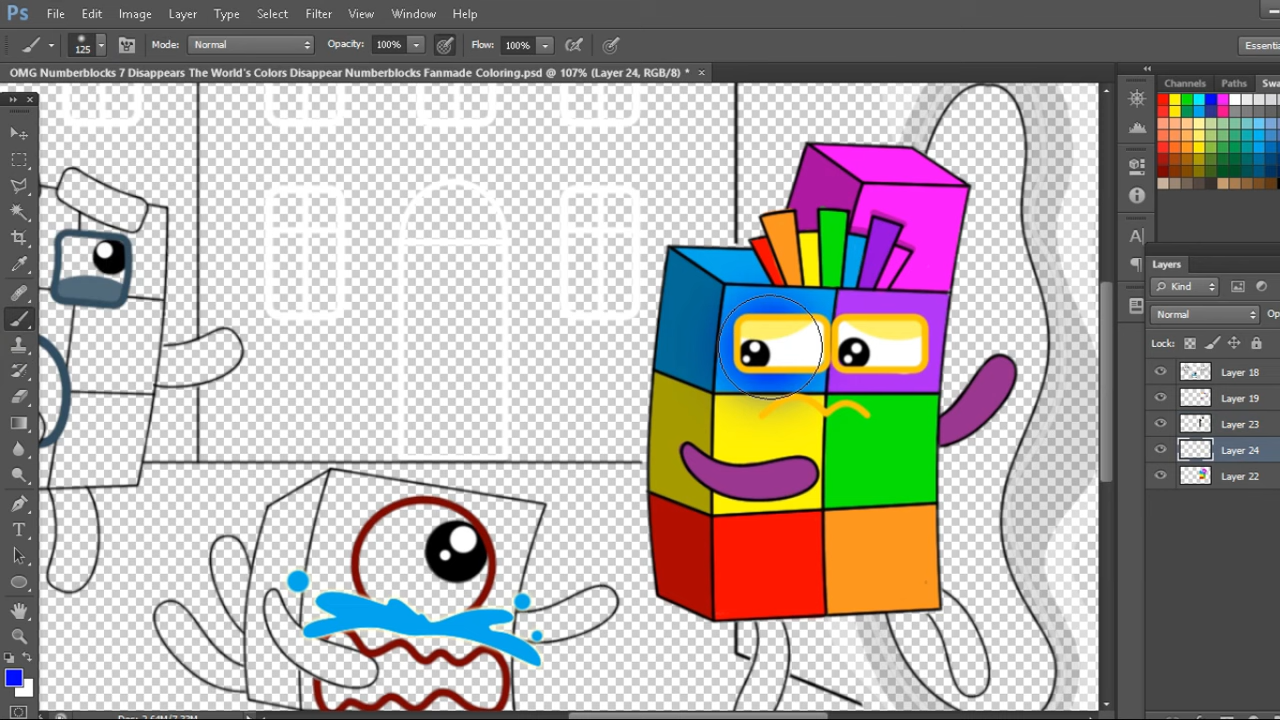 Ps File Edit Image Layer Type Select Filter View Window Help
125 Mode: Normal Opacity: 100% Flow: 100%
OMG Numberblocks 7 Disappears The World's Colors Disappear Numberblocks Fanmade Coloring.psd @ 107% (Layer 24, RGB/8) *
Channels Paths
Layers
Kind
Normal
Lock:
Layer 18
Layer 19
Layer 23
Layer 24
Layer 22